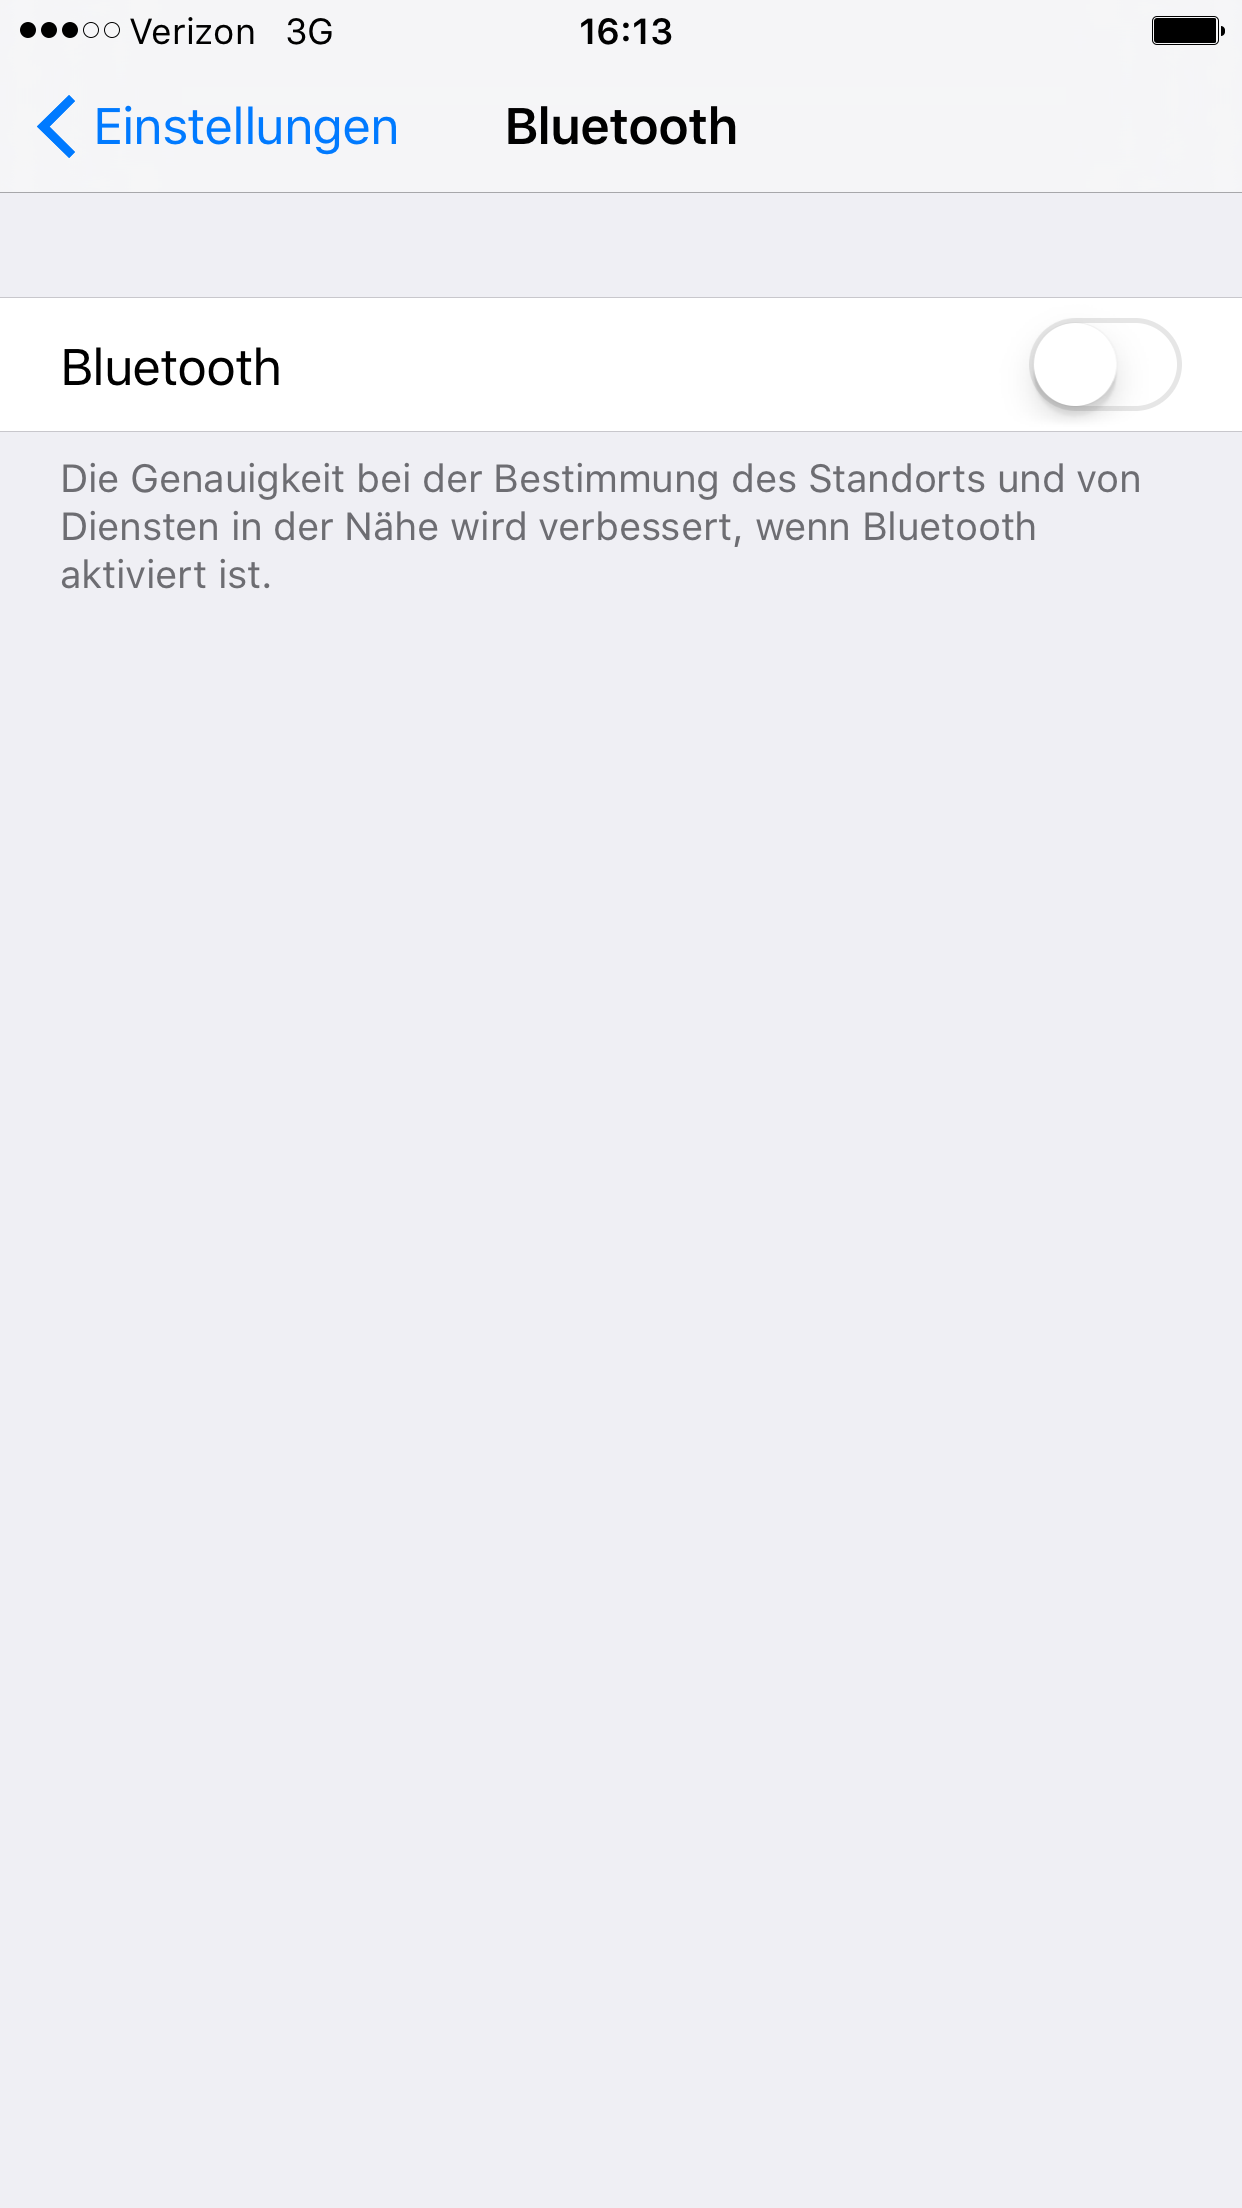 Verizon 3G 16:13
Einstellungen Bluetooth
Bluetooth
Die Genauigkeit bei der Bestimmung des Standorts und von
Diensten in der Nähe wird verbessert, wenn Bluetooth
aktiviert ist.